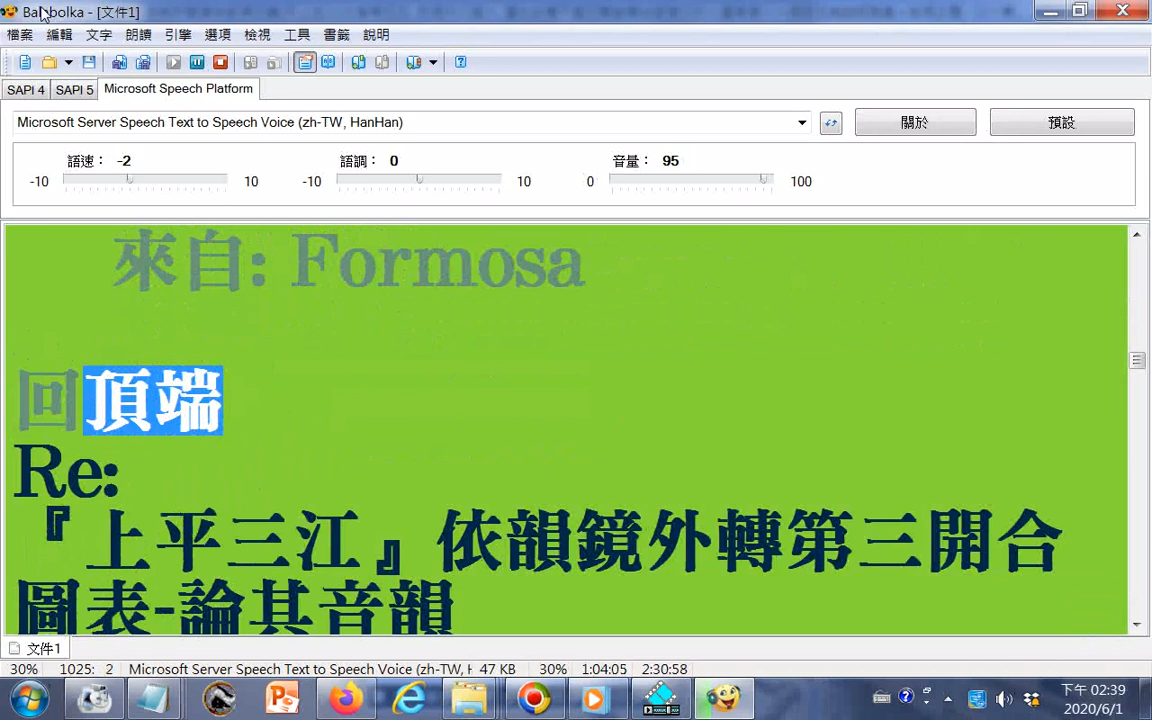 Balabolka - [文件1]
檔案 編輯 文字 朗讀 引擎 選項 檢視 工具 書籤 說明
SAPI 4 SAPI 5 Microsoft Speech Platform
Microsoft Server Speech Text to Speech Voice (zh-TW, HanHan) 關於 預設
語速： -2 語調： 0 音量： 95
-10 10 -10 10 0 100
來自: Formosa
回頂端
Re:
『上平三江』依韻鏡外轉第三開合
圖表-論其音韻
文件1
30% 1025: 2 Microsoft Server Speech Text to Speech Voice (zh-TW, H 47 KB 30% 1:04:05 2:30:58
下午 02:39
2020/6/1